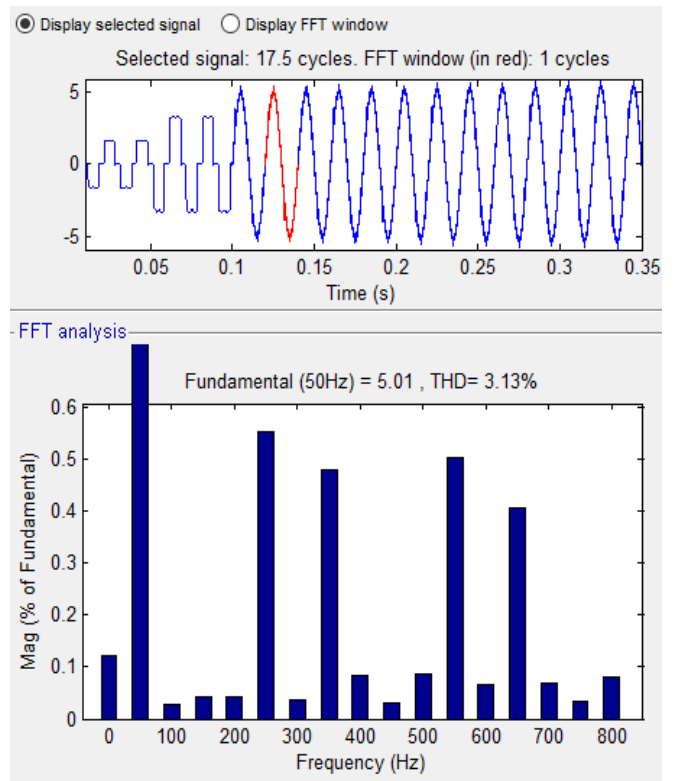 Display selected signal Display FFT window
Selected signal: 17.5 cycles. FFT window (in red): 1 cycles
5
0
-5
0.05 0.1 0.15 0.2 0.25 0.3 0.35
Time (s)
FFT analysis
Fundamental (50Hz) = 5.01 , THD= 3.13%
0.6
0.5
0.4
0.3
0.2
0.1
0
Mag (% of Fundamental)
0 100 200 300 400 500 600 700 800
Frequency (Hz)